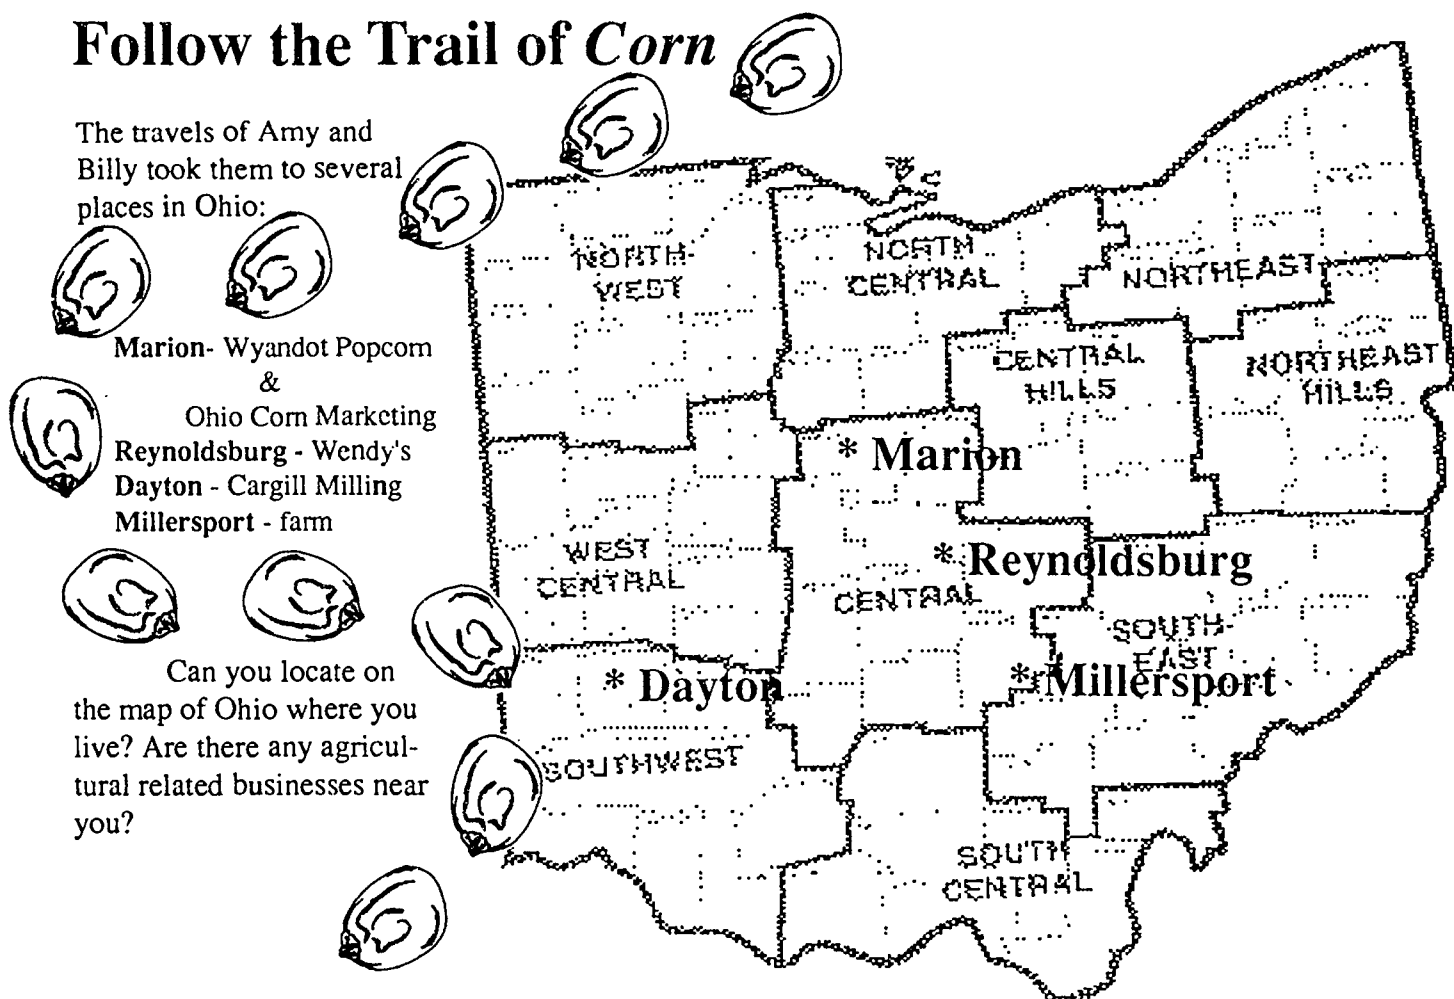 Follow the Trail of Corn
The travels of Amy and
Billy took them to several
places in Ohio:
Marion- Wyandot Popcorn
&
Ohio Corn Marketing
Reynoldsburg - Wendy's
Dayton - Cargill Milling
Millersport - farm
Can you locate on
the map of Ohio where you
live? Are there any agricul-
tural related businesses near
you?
NORTH-
WEST
NORTH
CENTRAL
NORTHEAST
CENTRAL
HILLS
NORTHEAST
HILLS
* Marion
WEST
CENTRAL
* Reynoldsburg
CENTRAL
SOUTH-
EAST
* Dayton
* Millersport
SOUTHWEST
SOUTH
CENTRAL